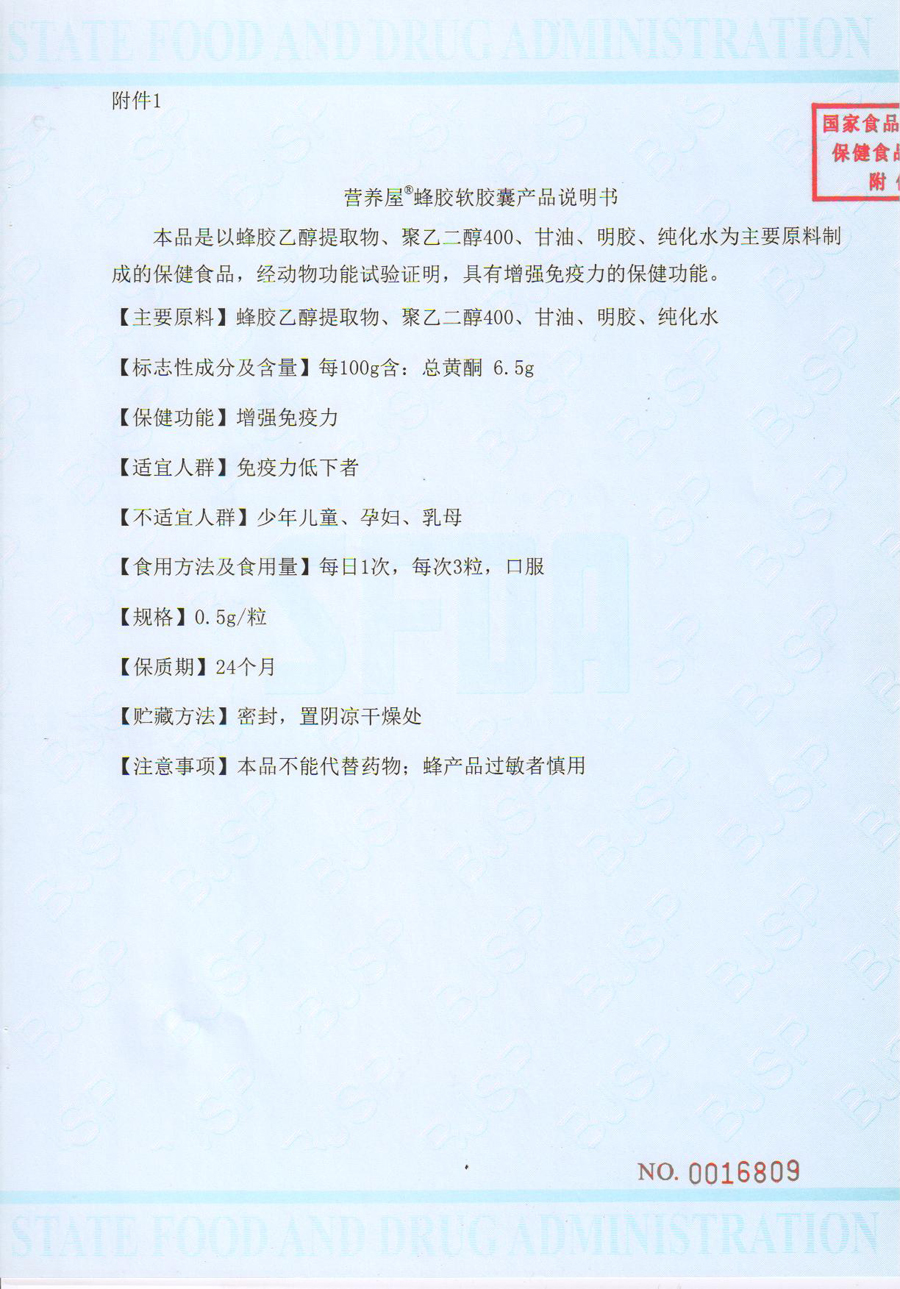 STATE FOOD AND DRUG ADMINISTRATION
附件1
国家食品
保健食品
附
营养屋®蜂胶软胶囊产品说明书
本品是以蜂胶乙醇提取物、聚乙二醇400、甘油、明胶、纯化水为主要原料制
成的保健食品，经动物功能试验证明，具有增强免疫力的保健功能。
【主要原料】蜂胶乙醇提取物、聚乙二醇400、甘油、明胶、纯化水
【标志性成分及含量】每100g含：总黄酮 6.5g
【保健功能】增强免疫力
【适宜人群】免疫力低下者
【不适宜人群】少年儿童、孕妇、乳母
【食用方法及食用量】每日1次，每次3粒，口服
【规格】0.5g/粒
SFDA
【保质期】24个月
【贮藏方法】密封，置阴凉干燥处
【注意事项】本品不能代替药物；蜂产品过敏者慎用
NO. 0016809
STATE FOOD AND DRUG ADMINISTRATION